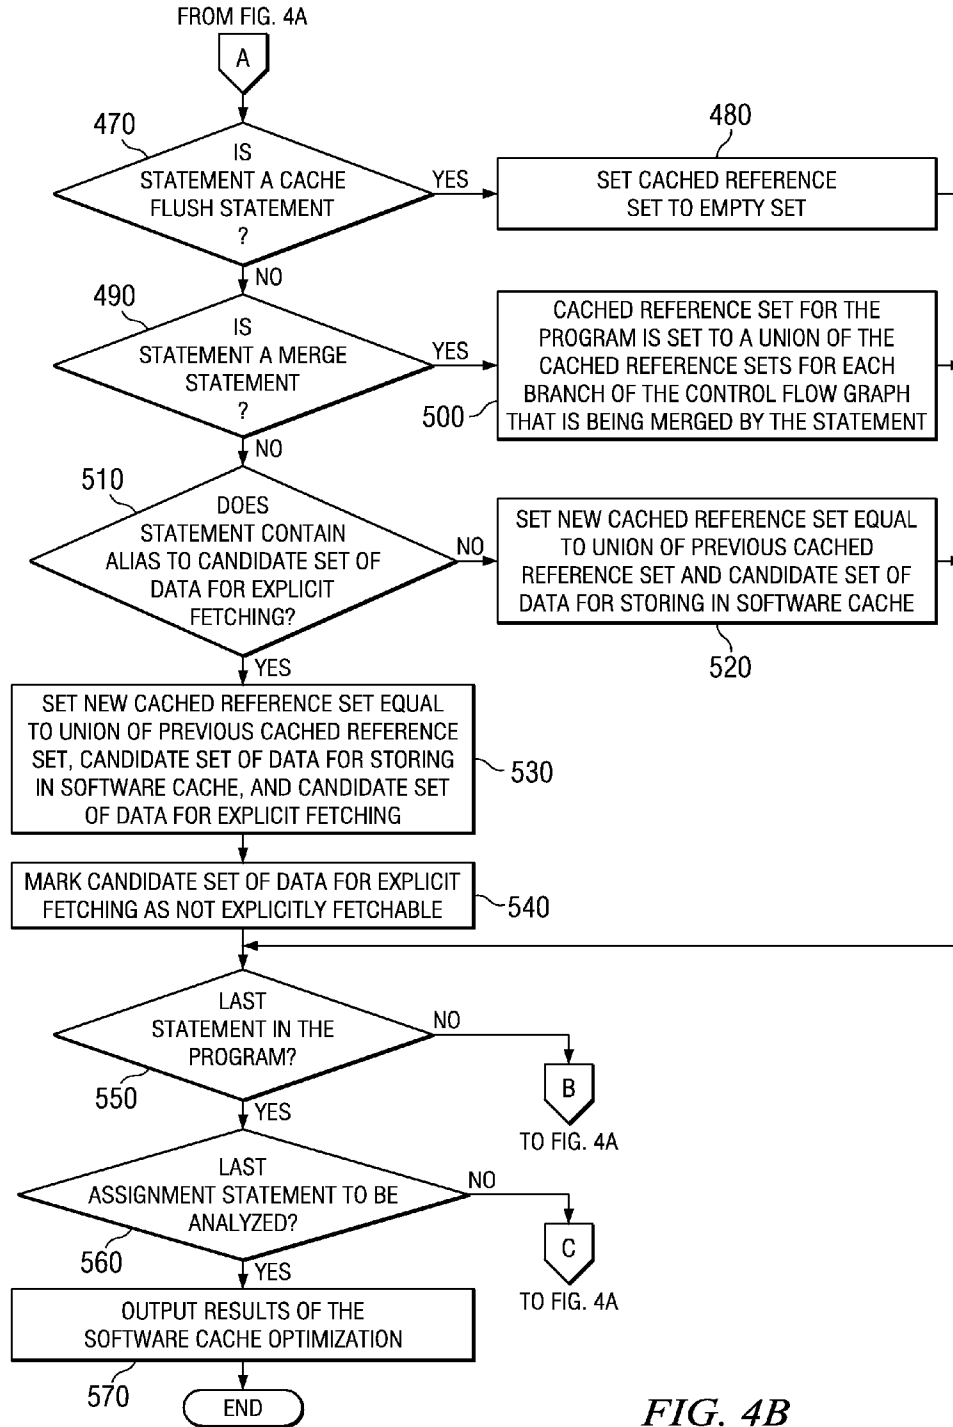 FROM FIG. 4A
A
470
IS
STATEMENT A CACHE
FLUSH STATEMENT
?
YES
NO
480
SET CACHED REFERENCE
SET TO EMPTY SET
490
IS
STATEMENT A MERGE
STATEMENT
?
YES
NO
CACHED REFERENCE SET FOR THE
PROGRAM IS SET TO A UNION OF THE
CACHED REFERENCE SETS FOR EACH
BRANCH OF THE CONTROL FLOW GRAPH
THAT IS BEING MERGED BY THE STATEMENT
500
510
DOES
STATEMENT CONTAIN
ALIAS TO CANDIDATE SET OF
DATA FOR EXPLICIT
FETCHING?
NO
YES
SET NEW CACHED REFERENCE SET EQUAL
TO UNION OF PREVIOUS CACHED
REFERENCE SET AND CANDIDATE SET OF
DATA FOR STORING IN SOFTWARE CACHE
520
SET NEW CACHED REFERENCE SET EQUAL
TO UNION OF PREVIOUS CACHED REFERENCE
SET, CANDIDATE SET OF DATA FOR STORING
IN SOFTWARE CACHE, AND CANDIDATE SET
OF DATA FOR EXPLICIT FETCHING
530
MARK CANDIDATE SET OF DATA FOR EXPLICIT
FETCHING AS NOT EXPLICITLY FETCHABLE
540
LAST
STATEMENT IN THE
PROGRAM?
550
NO
YES
B
TO FIG. 4A
LAST
ASSIGNMENT STATEMENT TO BE
ANALYZED?
560
NO
YES
C
TO FIG. 4A
OUTPUT RESULTS OF THE
SOFTWARE CACHE OPTIMIZATION
570
END
FIG. 4B